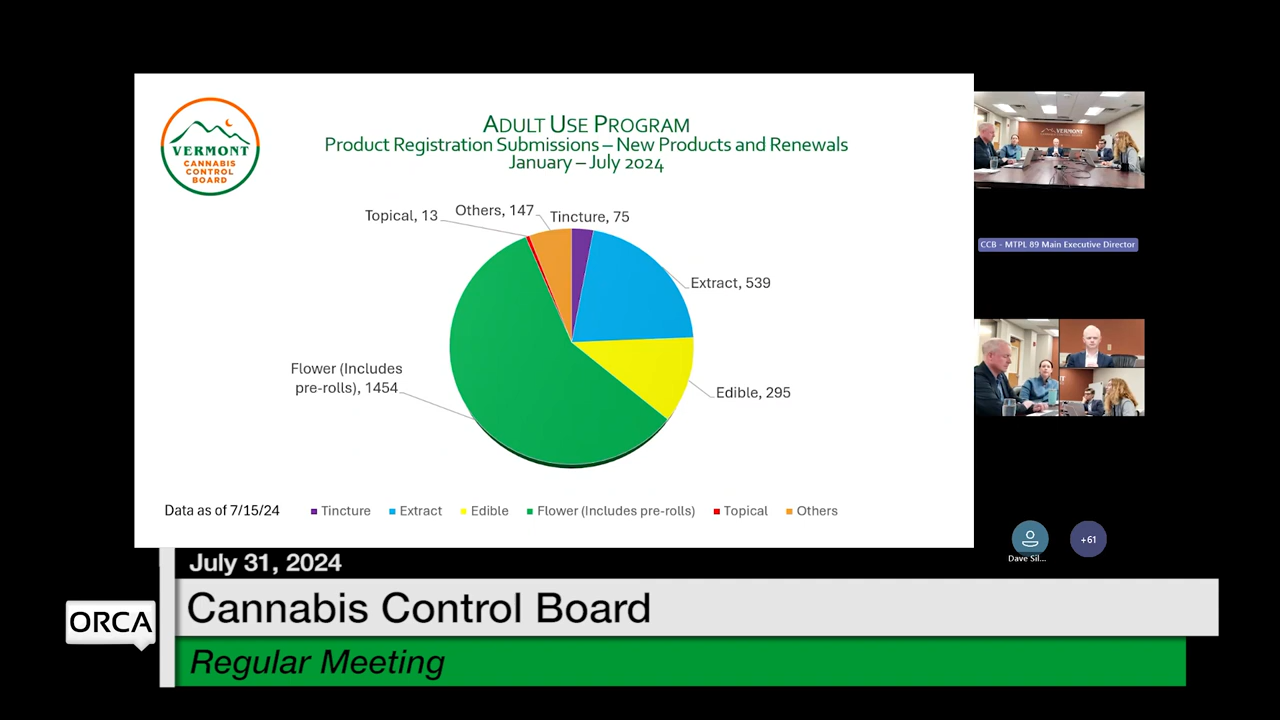 ADULT USE PROGRAM
Product Registration Submissions – New Products and Renewals
January – July 2024
VERMONT
CANNABIS
CONTROL
BOARD
Topical, 13
Others, 147
Tincture, 75
Extract, 539
Flower (Includes
pre-rolls), 1454
Edible, 295
Data as of 7/15/24
Tincture
Extract
Edible
Flower (Includes pre-rolls)
Topical
Others
VERMONT
CCB - MTPL 89 Main Executive Director
Dave Sil...
+61
July 31, 2024
ORCA
Cannabis Control Board
Regular Meeting